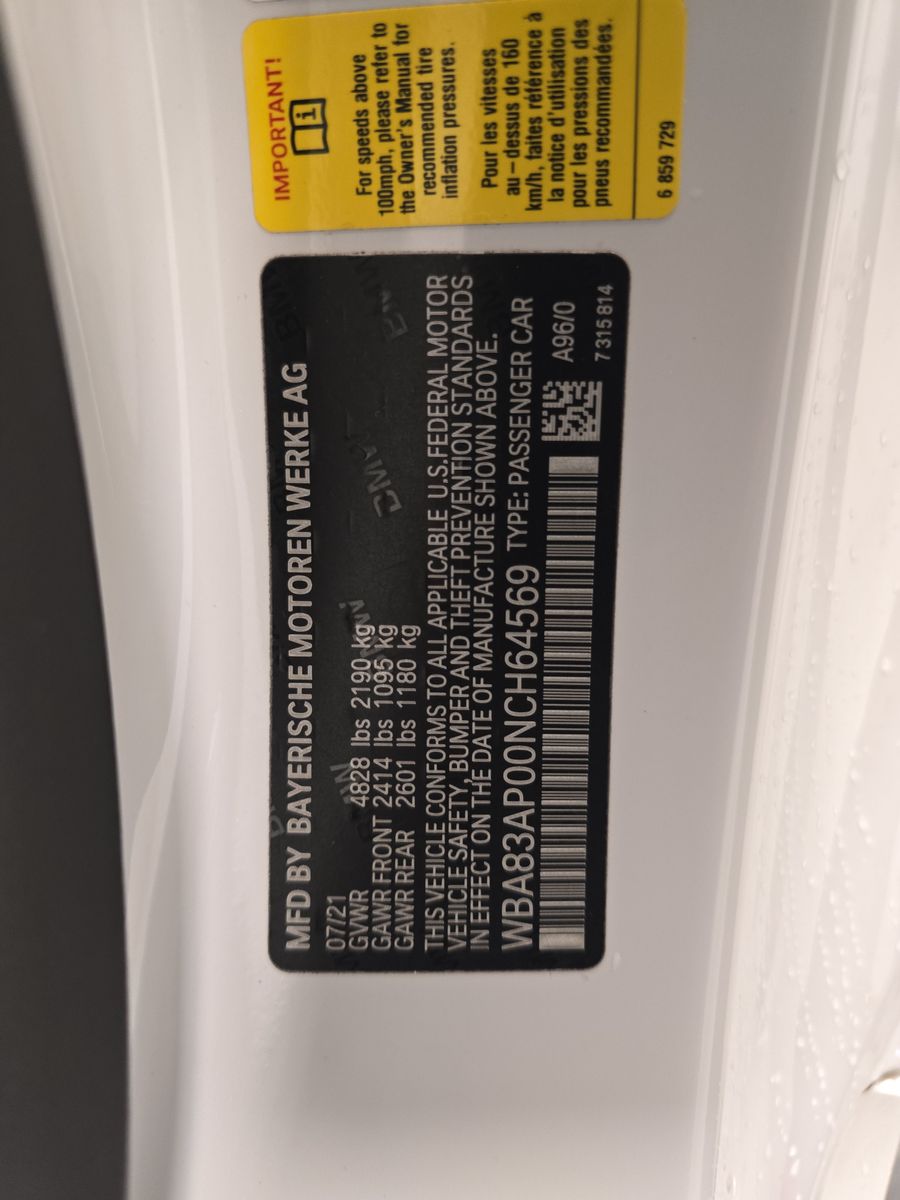 IMPORTANT!
For speeds above
100mph, please refer to
the Owner's Manual for
recommended tire
inflation pressures.
Pour les vitesses
au – dessus de 160
km/h, faites référence à
la notice d'utilisation
pour les pressions des
pneus recommandées.
6 859 729
MFD BY BAYERISCHE MOTOREN WERKE AG
07/21
GVWR 4828 lbs 2190 kg
GAWR FRONT 2414 lbs 1095 kg
GAWR REAR 2601 lbs 1180 kg
THIS VEHICLE CONFORMS TO ALL APPLICABLE U.S.FEDERAL MOTOR
VEHICLE SAFETY, BUMPER AND THEFT PREVENTION STANDARDS
IN EFFECT ON THE DATE OF MANUFACTURE SHOWN ABOVE.
WBA83AP00NCH64569 TYPE: PASSENGER CAR
A96/0
7 315 814